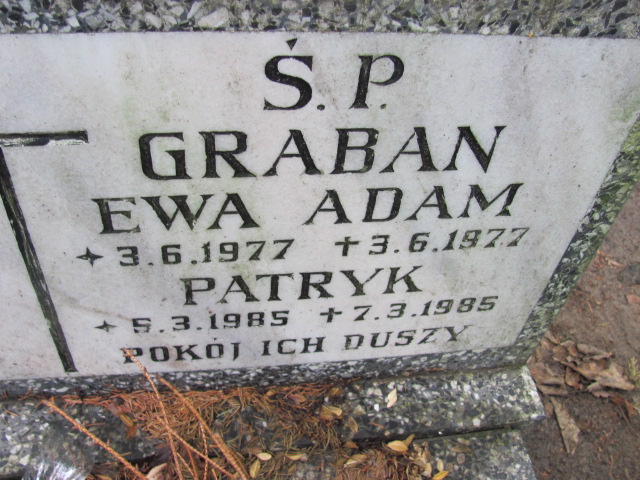 Ś.P.
GRABAN
EWA ADAM
3.6.1977 +3.6.1977
PATRYK
5.3.1985 +7.3.1985
POKÓJ ICH DUSZY